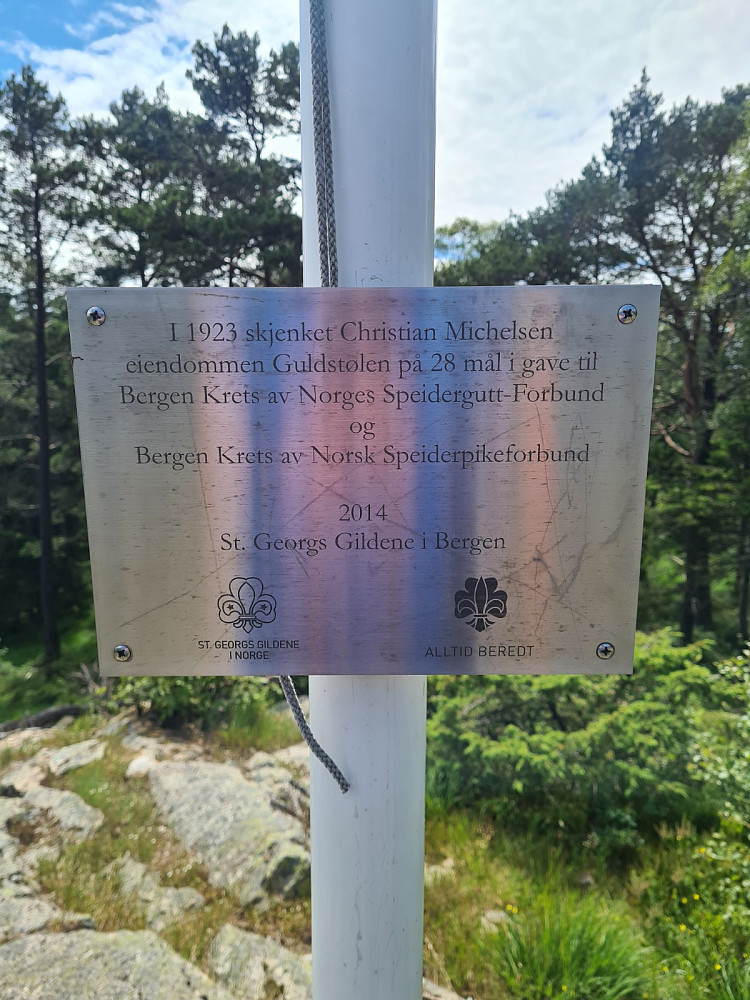 I 1923 skjenket Christian Michelsen
eiendommen Guldstølen på 28 mål i gave til
Bergen Krets av Norges Speidergutt-Forbund
og
Bergen Krets av Norsk Speiderpikeforbund
2014
St. Georgs Gildene i Bergen
ST. GEORGS GILDENE
I NORGE
ALLTID BEREDT